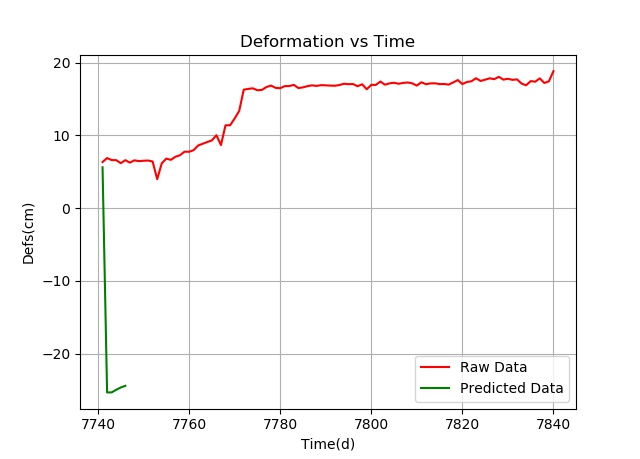 Deformation vs Time
Defs(cm)
20
10
0
−10
−20
7740 7760 7780 7800 7820 7840
Time(d)
Raw Data
Predicted Data